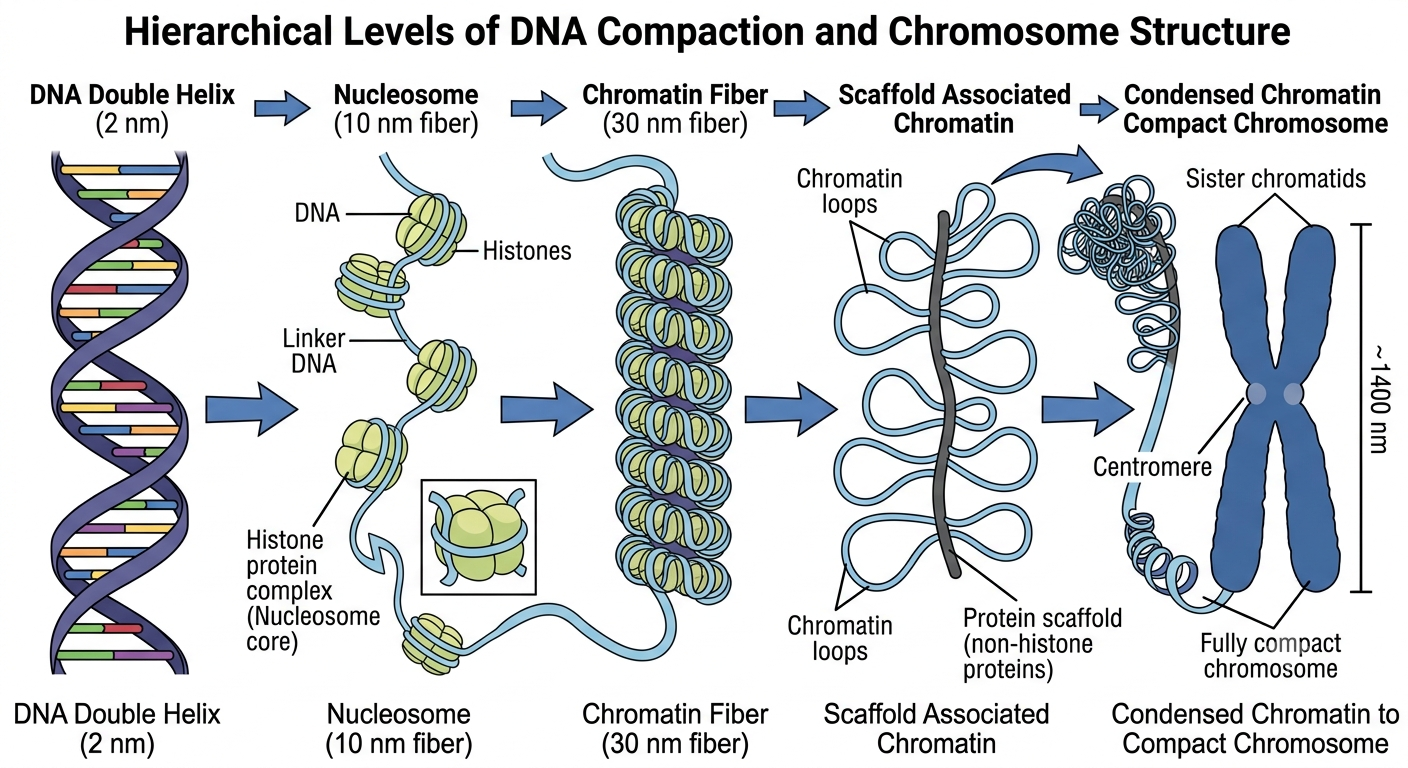 Hierarchical Levels of DNA Compaction and Chromosome Structure
DNA Double Helix
(2 nm)
Nucleosome
(10 nm fiber)
Chromatin Fiber
(30 nm fiber)
Scaffold Associated
Chromatin
Condensed Chromatin
Compact Chromosome
DNA
Histones
Linker
DNA
Histone
protein
complex
(Nucleosome
core)
Chromatin
loops
Chromatin
loops
Protein scaffold
(non-histone
proteins)
Sister chromatids
Centromere
~1400 nm
Fully compact
chromosome
DNA Double Helix
(2 nm)
Nucleosome
(10 nm fiber)
Chromatin Fiber
(30 nm fiber)
Scaffold Associated
Chromatin
Condensed Chromatin to
Compact Chromosome